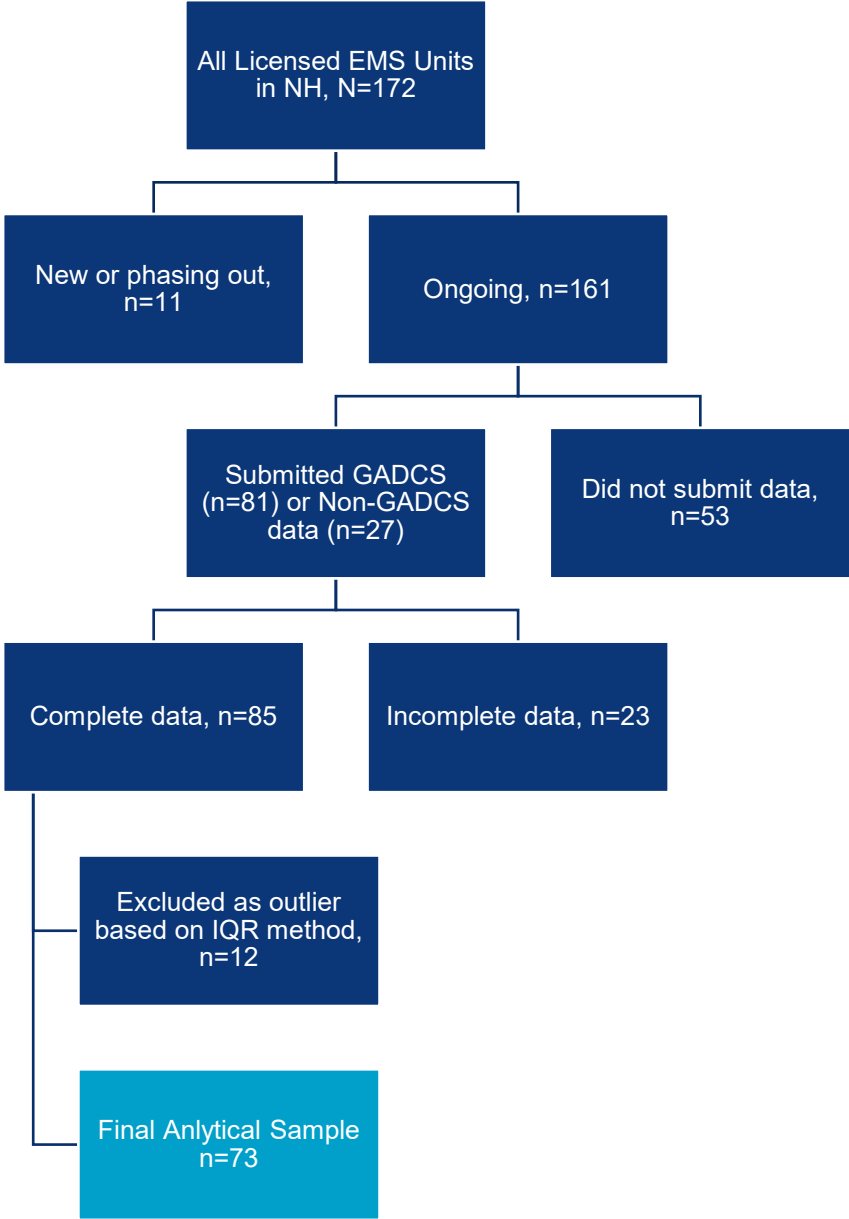 All Licensed EMS Units
in NH, N=172
New or phasing out,
n=11
Ongoing, n=161
Submitted GADCS
(n=81) or Non-GADCS
data (n=27)
Did not submit data,
n=53
Complete data, n=85
Incomplete data, n=23
Excluded as outlier
based on IQR method,
n=12
Final Anlytical Sample
n=73